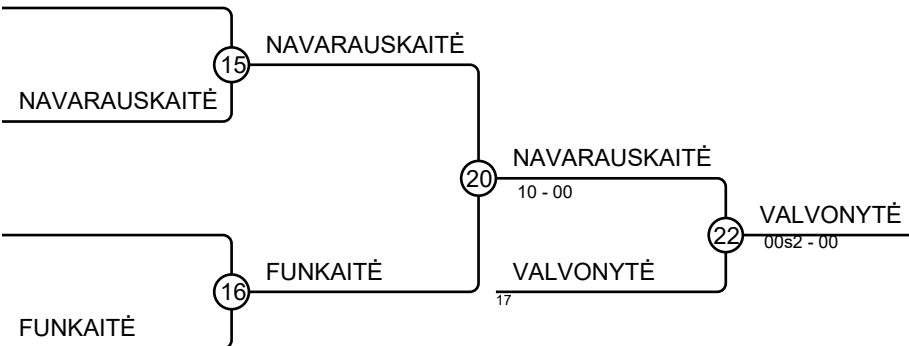 NAVARAUSKAITĖ
15
NAVARAUSKAITĖ
NAVARAUSKAITĖ
20
10 - 00
VALVONYTĖ
22
00s2 - 00
FUNKAITĖ
VALVONYTĖ
16
17
FUNKAITĖ